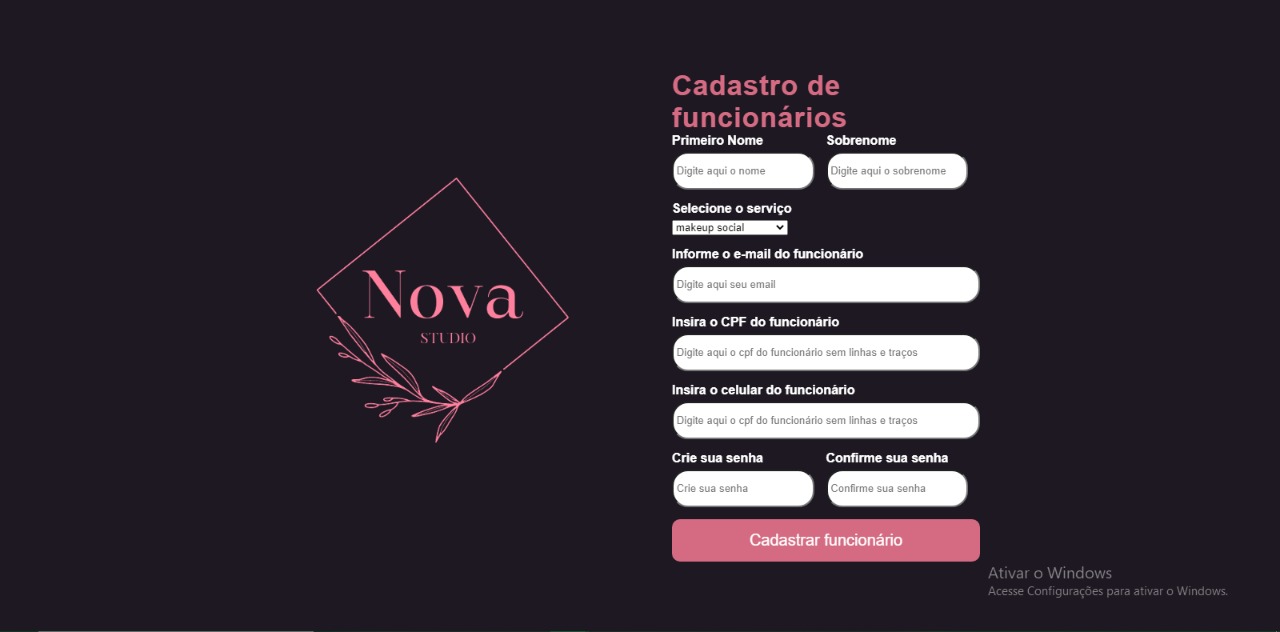 Nova
STUDIO
Cadastro de
funcionários
Primeiro Nome
Sobrenome
Digite aqui o nome
Digite aqui o sobrenome
Selecione o serviço
makeup social
Informe o e-mail do funcionário
Digite aqui seu email
Insira o CPF do funcionário
Digite aqui o cpf do funcionário sem linhas e traços
Insira o celular do funcionário
Digite aqui o cpf do funcionário sem linhas e traços
Crie sua senha
Confirme sua senha
Crie sua senha
Confirme sua senha
Cadastrar funcionário
Ativar o Windows
Acesse Configurações para ativar o Windows.